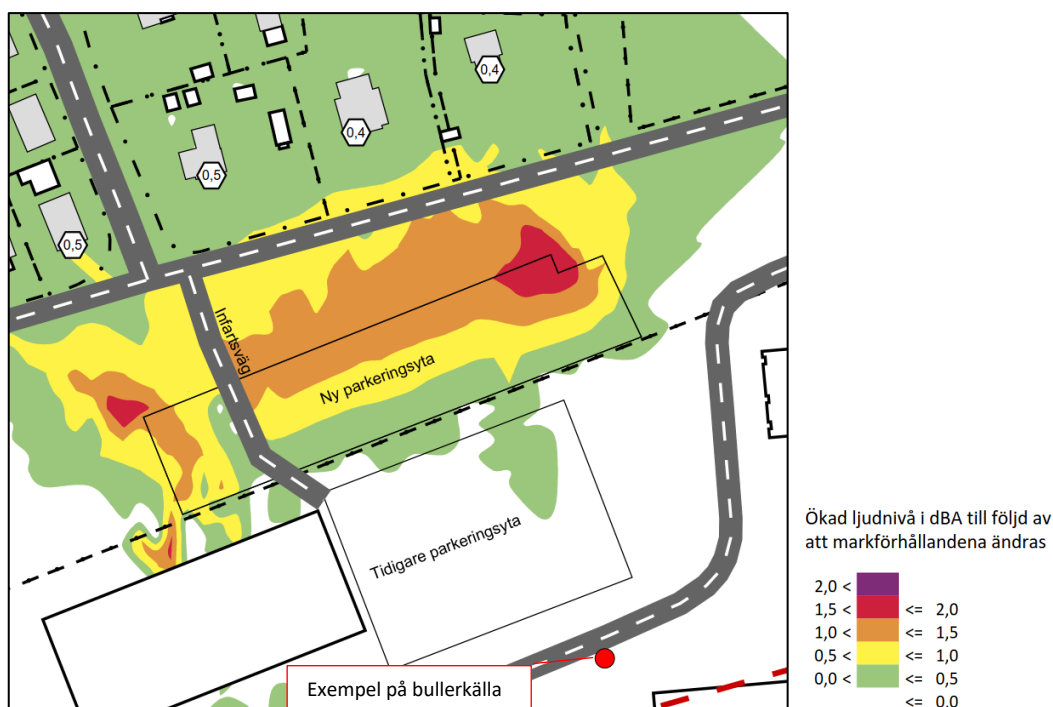 0,4
0,4
0,5
0,5
Infartsväg
Ny parkeringsyta
Tidigare parkeringsyta
Exempel på bullerkälla
Ökad ljudnivå i dBA till följd av
att markförhållandena ändras
2,0 <
1,5 < <= 2,0
1,0 < <= 1,5
0,5 < <= 1,0
0,0 < <= 0,5
<= 0,0